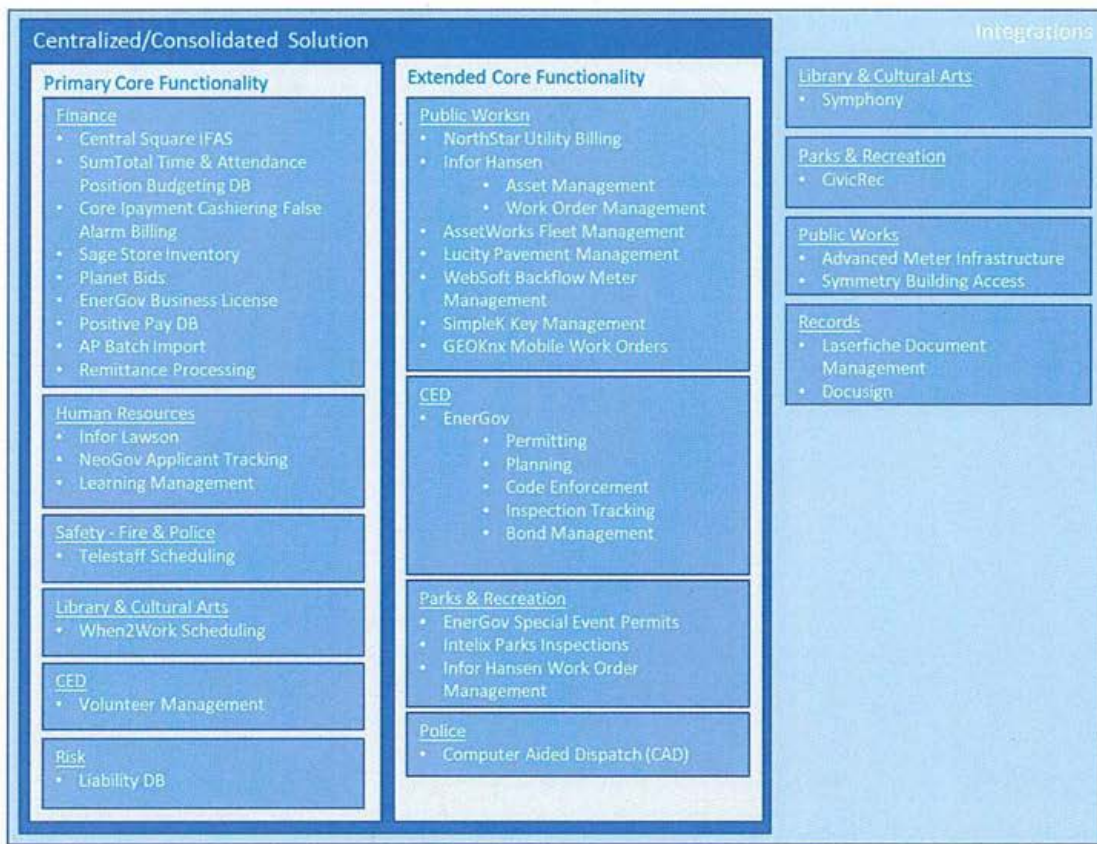 Centralized/Consolidated Solution
Primary Core Functionality
Finance
• Central Square IFAS
• SumTotal Time & Attendance
Position Budgeting DB
• Core Ipayment Cashiering False
Alarm Billing
• Sage Store Inventory
• Planet Bids
• EnerGov Business License
• Positive Pay DB
• AP Batch Import
• Remittance Processing
Human Resources
• Infor Lawson
• NeoGov Applicant Tracking
• Learning Management
Safety - Fire & Police
• Telestaff Scheduling
Library & Cultural Arts
• When2Work Scheduling
CED
• Volunteer Management
Risk
• Liability DB
Extended Core Functionality
Public Worksn
• NorthStar Utility Billing
• Infor Hansen
• Asset Management
• Work Order Management
• AssetWorks Fleet Management
• Lucity Pavement Management
• WebSoft Backflow Meter
Management
• SimpleK Key Management
• GEOKnx Mobile Work Orders
CED
• EnerGov
• Permitting
• Planning
• Code Enforcement
• Inspection Tracking
• Bond Management
Parks & Recreation
• EnerGov Special Event Permits
• Intelix Parks Inspections
• Infor Hansen Work Order
Management
Police
• Computer Aided Dispatch (CAD)
Integrations
Library & Cultural Arts
• Symphony
Parks & Recreation
• CivicRec
Public Works
• Advanced Meter Infrastructure
• Symmetry Building Access
Records
• Laserfiche Document
Management
• Docusign